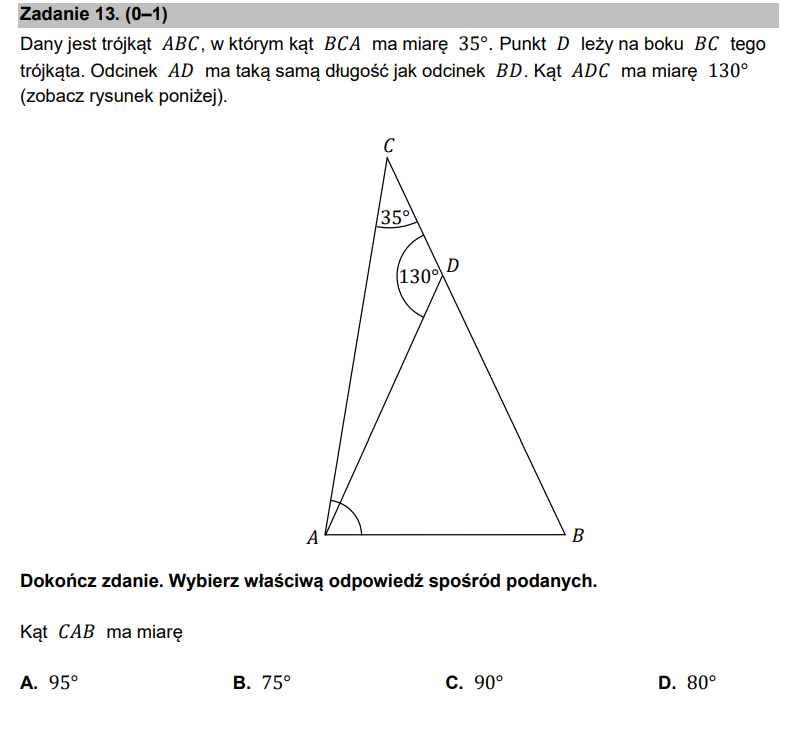 Zadanie 13. (0–1)
Dany jest trójkąt ABC, w którym kąt BCA ma miarę 35°. Punkt D leży na boku BC tego
trójkąta. Odcinek AD ma taką samą długość jak odcinek BD. Kąt ADC ma miarę 130°
(zobacz rysunek poniżej).
C
35°
D
130°
A
B
Dokończ zdanie. Wybierz właściwą odpowiedź spośród podanych.
Kąt CAB ma miarę
A. 95° B. 75° C. 90° D. 80°